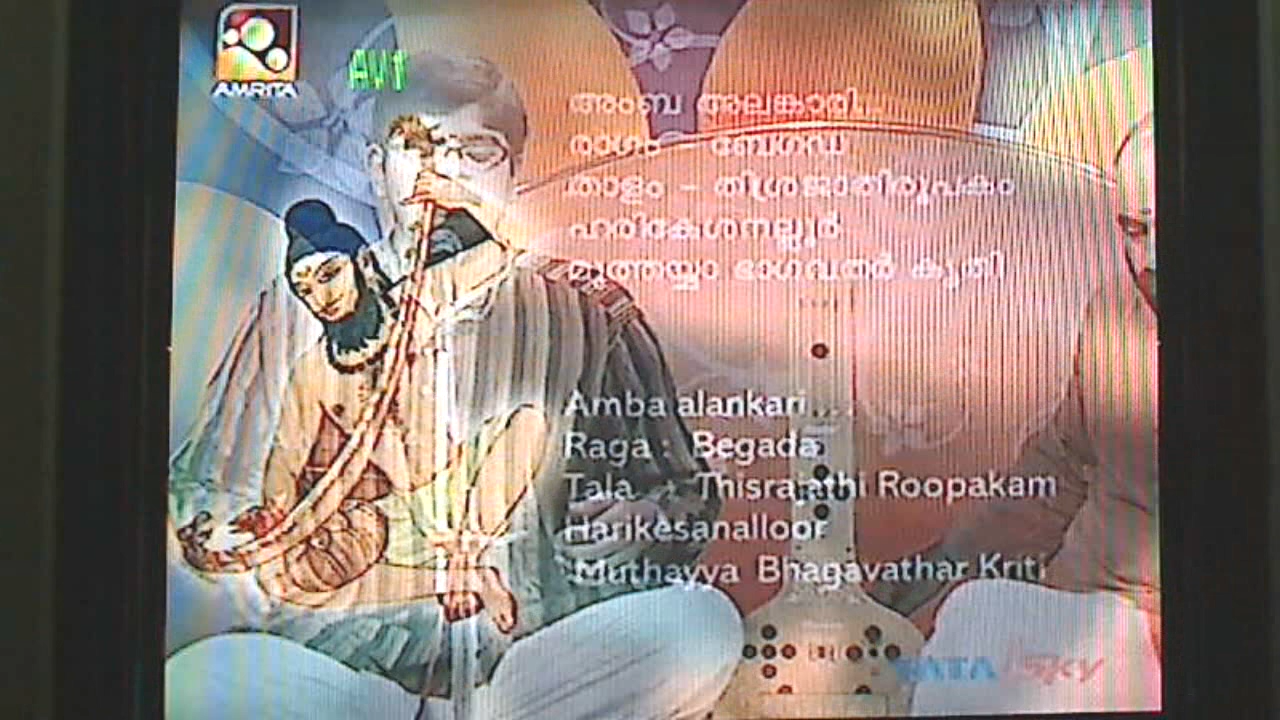 AMRITA
AV1
അംബ അലങ്കാരി...
രാഗം - ബേഗഡ
താളം - തിശ്രജാതിരൂപകം
ഹരികേശനല്ലൂർ
മുത്തയ്യാ ഭാഗവതർ കൃതി
Amba alankari....
Raga : Begada
Tala : Thisrajathi Roopakam
Harikesanalloor
Muthayya Bhagavathar Kriti
TATA sky